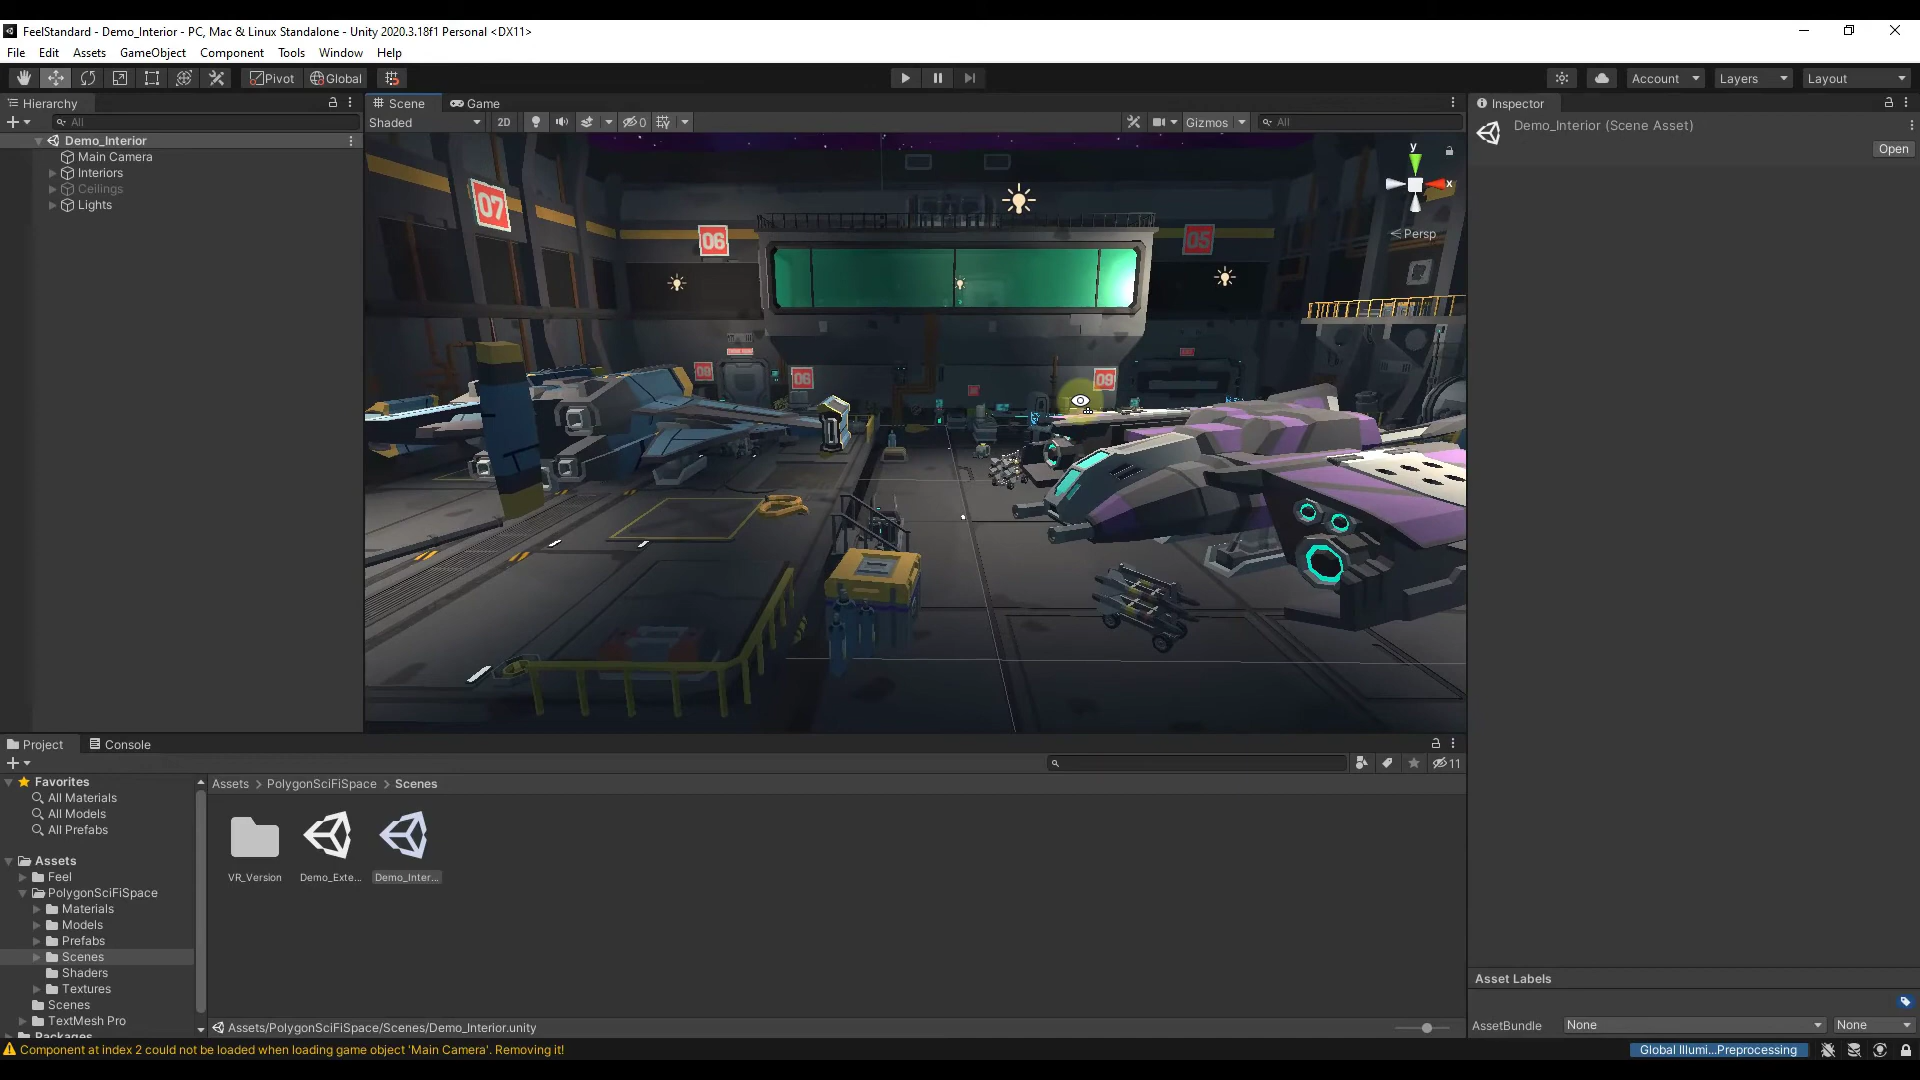 FeelStandard - Demo_Interior - PC, Mac & Linux Standalone - Unity 2020.3.18f1 Personal <DX11>
File Edit Assets GameObject Component Tools Window Help
Pivot Global Account Layers Layout
Hierarchy
All
Demo_Interior
Main Camera
Interiors
Ceilings
Lights
Scene Game
Shaded 2D 0 Gizmos All
y
x
Persp
07
06
05
08
06
09
Inspector
Demo_Interior (Scene Asset)
Open
Project Console
11
Favorites
All Materials
All Models
All Prefabs
Assets
Feel
PolygonSciFiSpace
Materials
Models
Prefabs
Scenes
Shaders
Textures
Scenes
TextMesh Pro
Packages
Assets > PolygonSciFiSpace > Scenes
VR_Version
Demo_Exte...
Demo_Inter...
Assets/PolygonSciFiSpace/Scenes/Demo_Interior.unity
Asset Labels
AssetBundle None None
Component at index 2 could not be loaded when loading game object 'Main Camera'. Removing it!
Global Illumi...Preprocessing